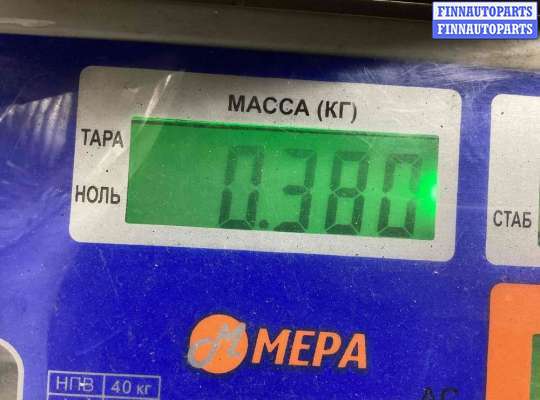 FINNAUTOPARTS
FINNAUTOPARTS
МАССА (КГ)
ТАРА
0.380
НОЛЬ
СТАБ
М МЕРА
НПВ 40 кг